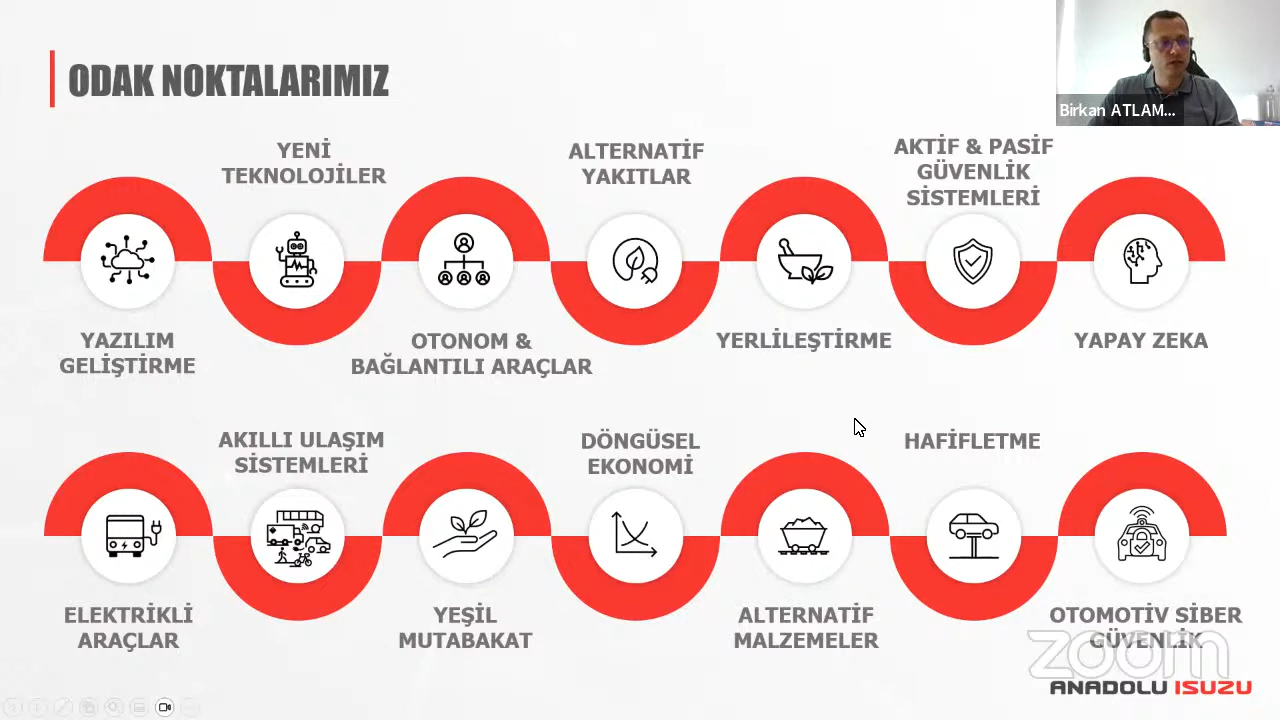 ODAK NOKTALARIMIZ
Birkan ATLAM...
YENİ
TEKNOLOJİLER
ALTERNATİF
YAKITLAR
AKTİF & PASİF
GÜVENLİK
SİSTEMLERİ
YAZILIM
GELİŞTİRME
OTONOM &
BAĞLANTILI ARAÇLAR
YERLİLEŞTİRME
YAPAY ZEKA
AKILLI ULAŞIM
SİSTEMLERİ
DÖNGÜSEL
EKONOMİ
HAFİFLETME
ELEKTRİKLİ
ARAÇLAR
YEŞİL
MUTABAKAT
ALTERNATİF
MALZEMELER
OTOMOTİV SİBER
GÜVENLİK
zoom
ANADOLU ISUZU